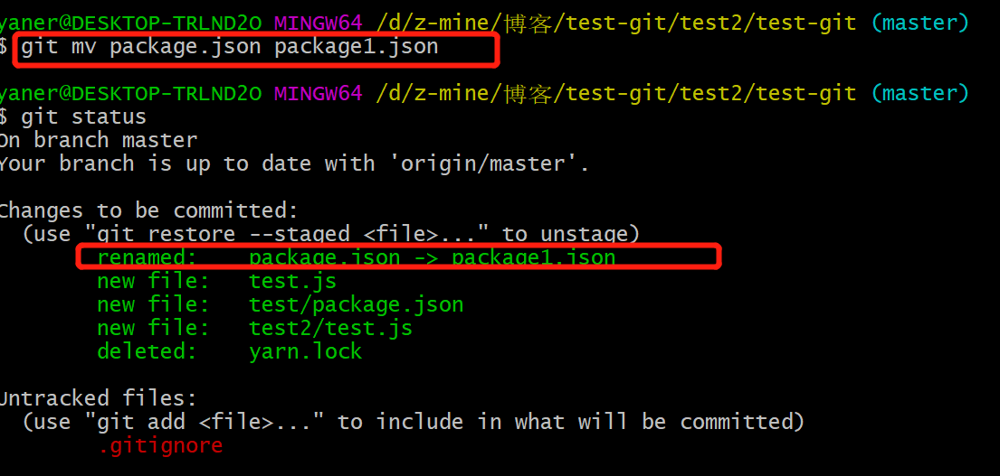 yaner@DESKTOP-TRLND2O MINGW64 /d/z-mine/博客/test-git/test2/test-git (master)
$ git mv package.json package1.json
yaner@DESKTOP-TRLND2O MINGW64 /d/z-mine/博客/test-git/test2/test-git (master)
$ git status
On branch master
Your branch is up to date with 'origin/master'.
Changes to be committed:
(use "git restore --staged <file>..." to unstage)
renamed: package.json -> package1.json
new file: test.js
new file: test/package.json
new file: test2/test.js
deleted: yarn.lock
Untracked files:
(use "git add <file>..." to include in what will be committed)
.gitignore